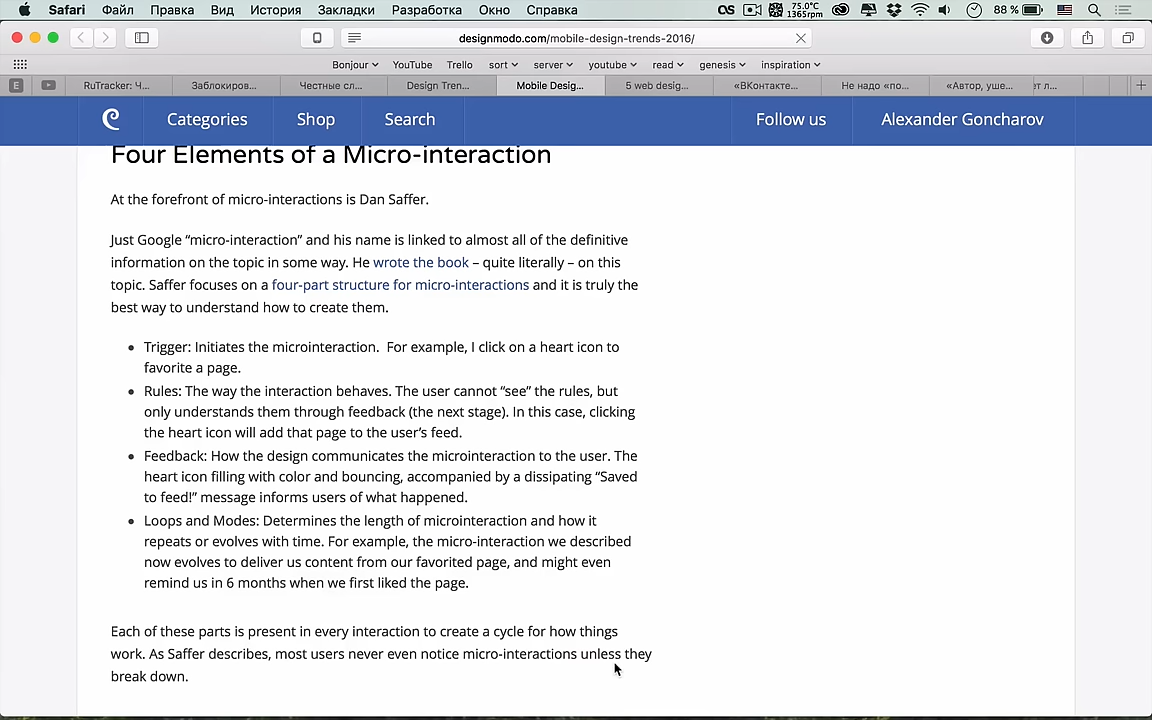 Safari Файл Правка Вид История Закладки Разработка Окно Справка 75.0°C 1365rpm 88 %
designmodo.com/mobile-design-trends-2016/
Bonjour YouTube Trello sort server youtube read genesis inspiration
E RuTracker: Ч... Заблокиров... Честные сл... Design Tren... Mobile Desig... 5 web desig... «ВКонтакте... Не надо «по... «Автор, уше... ет л...
Categories Shop Search Follow us Alexander Goncharov
Four Elements of a Micro-interaction
At the forefront of micro-interactions is Dan Saffer.
Just Google “micro-interaction” and his name is linked to almost all of the definitive
information on the topic in some way. He wrote the book – quite literally – on this
topic. Saffer focuses on a four-part structure for micro-interactions and it is truly the
best way to understand how to create them.
• Trigger: Initiates the microinteraction.  For example, I click on a heart icon to
favorite a page.
• Rules: The way the interaction behaves. The user cannot “see” the rules, but
only understands them through feedback (the next stage). In this case, clicking
the heart icon will add that page to the user’s feed.
• Feedback: How the design communicates the microinteraction to the user. The
heart icon filling with color and bouncing, accompanied by a dissipating “Saved
to feed!” message informs users of what happened.
• Loops and Modes: Determines the length of microinteraction and how it
repeats or evolves with time. For example, the micro-interaction we described
now evolves to deliver us content from our favorited page, and might even
remind us in 6 months when we first liked the page.
Each of these parts is present in every interaction to create a cycle for how things
work. As Saffer describes, most users never even notice micro-interactions unless they
break down.